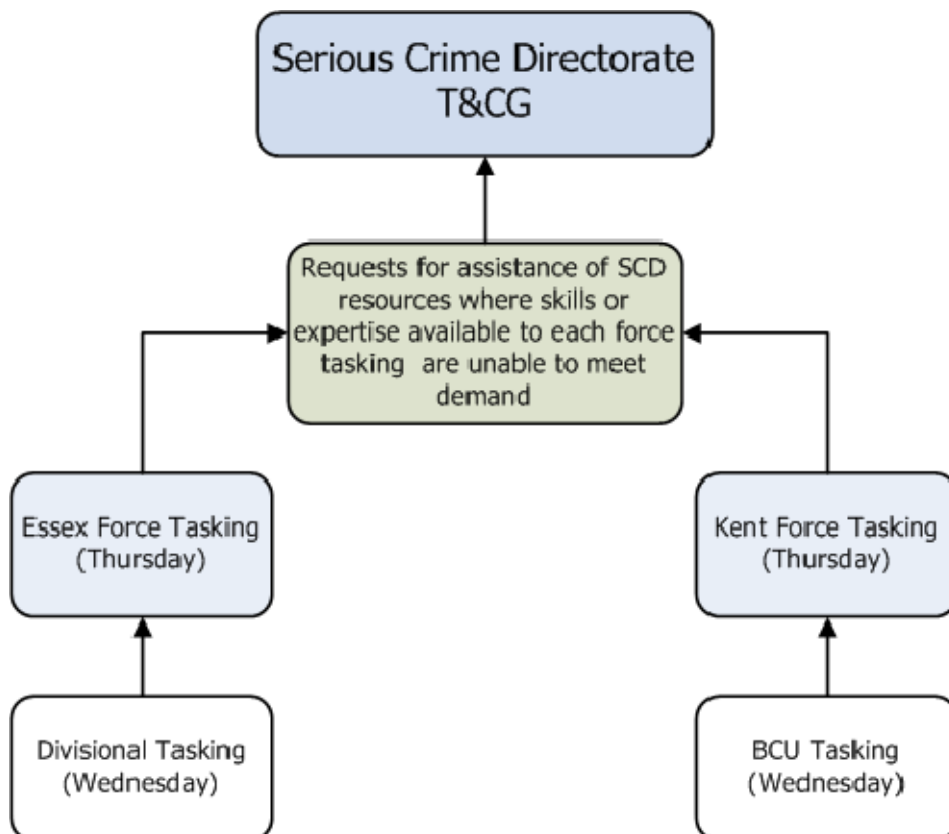 Serious Crime Directorate
T&CG
Requests for assistance of SCD
resources where skills or
expertise available to each force
tasking are unable to meet
demand
Essex Force Tasking
(Thursday)
Kent Force Tasking
(Thursday)
Divisional Tasking
(Wednesday)
BCU Tasking
(Wednesday)